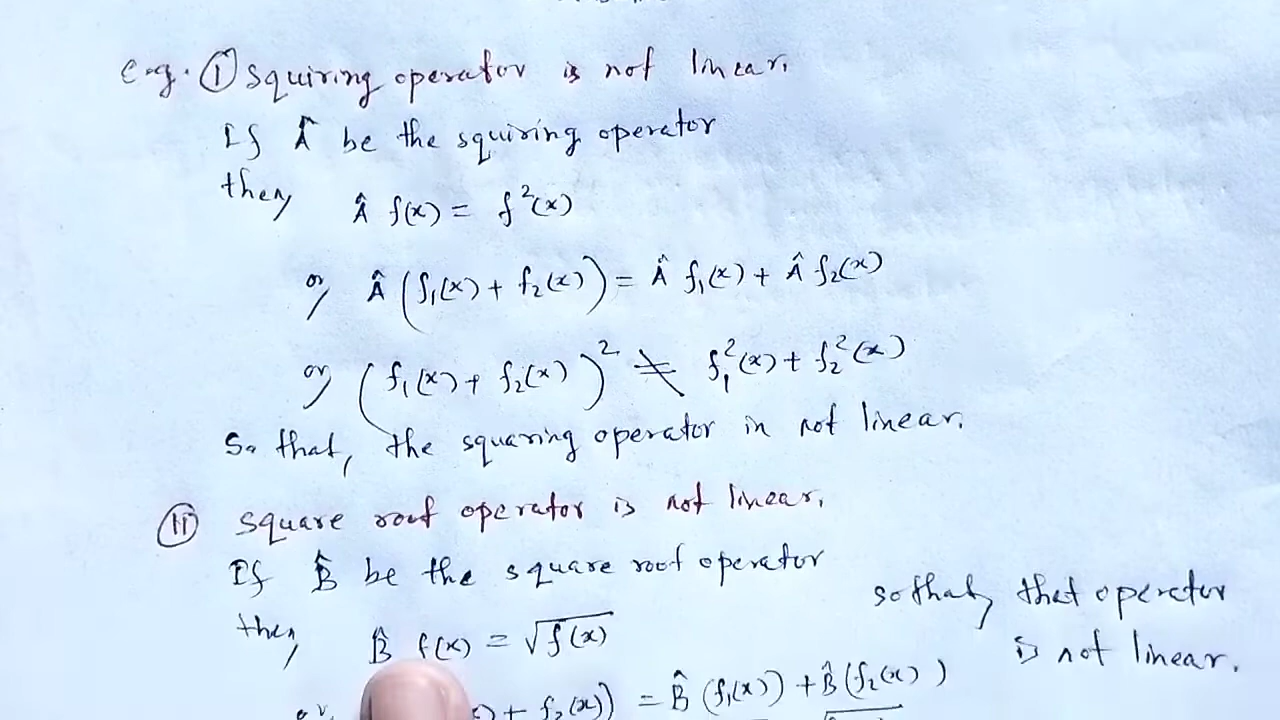 e.g. ① squiring operator is not linear.
If Â be the squiring operator
then, Â f(x) = f²(x)
or, Â (f₁(x) + f₂(x)) = Â f₁(x) + Â f₂(x)
or, (f₁(x) + f₂(x))² ≠ f₁²(x) + f₂²(x)
So that, the squaring operator in not linear.
ⅱ square root operator is not linear.
If B̂ be the square root operator
then, B̂ f(x) = √f(x)
so that, that operator
is not linear.
or, + f₂(x)) = B̂ (f₁(x)) + B̂ (f₂(x))